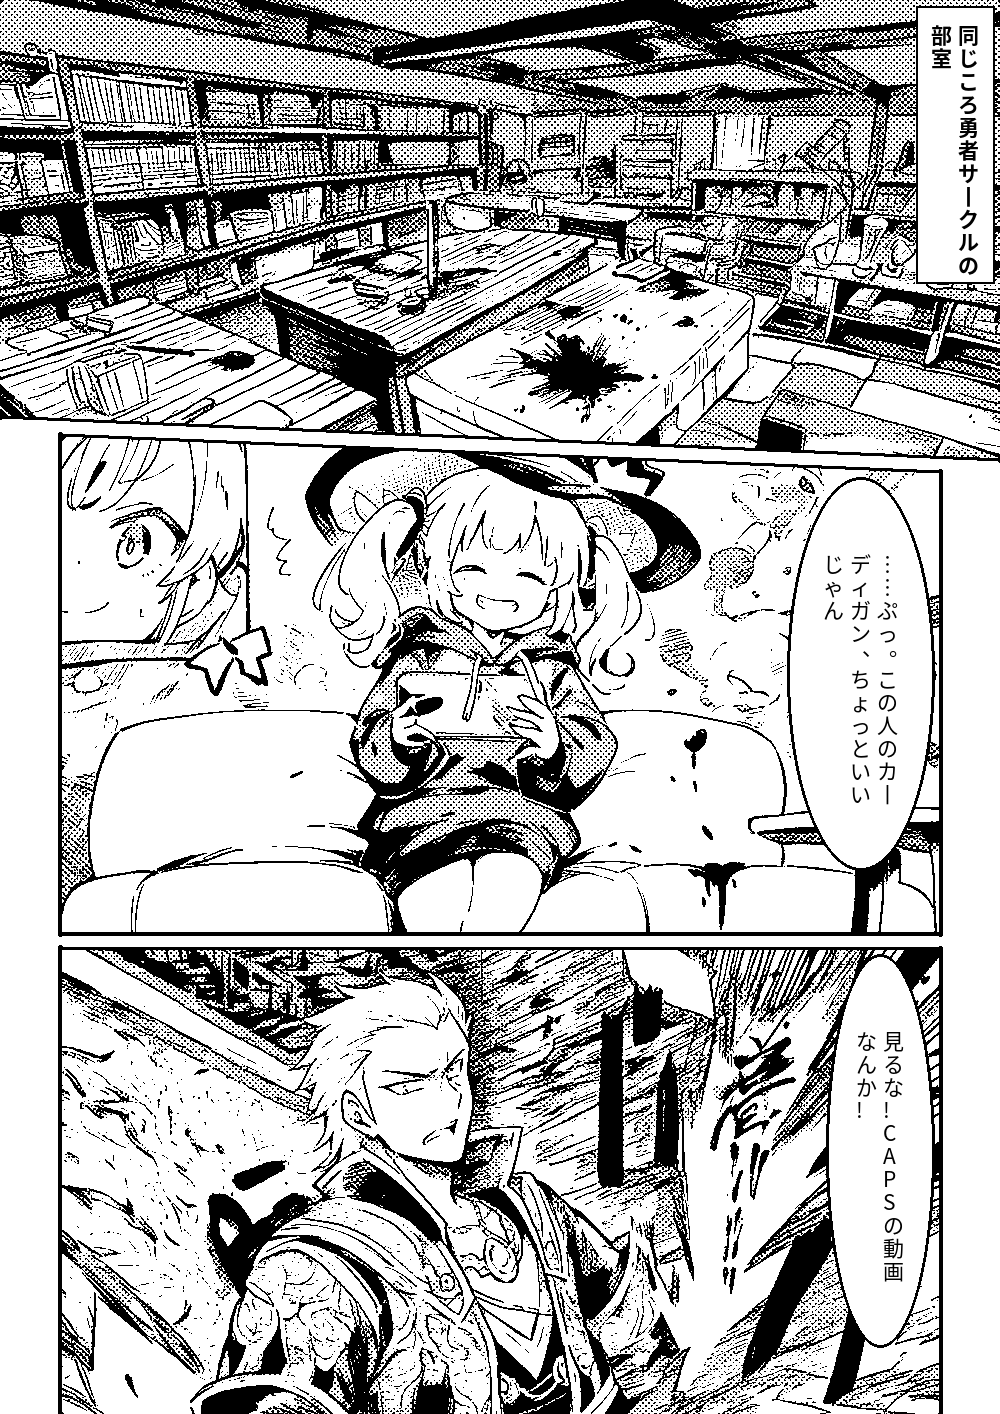 同じころ勇者サークルの
部室
……ぷっ。この人のカー
ディガン、ちょっといい
じゃん
見るな!CAPSの動画
なんか!